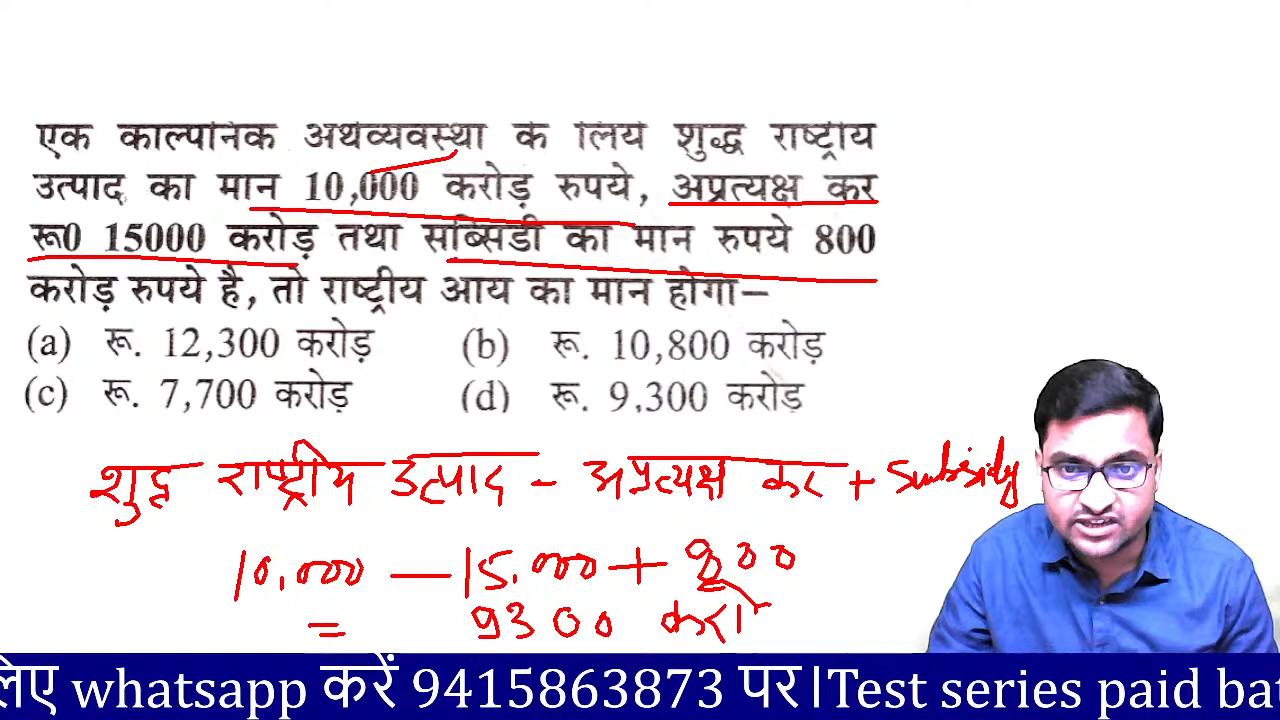 एक काल्पनिक अर्थव्यवस्था के लिये शुद्ध राष्ट्रीय
उत्पाद का मान 10,000 करोड़ रुपये, अप्रत्यक्ष कर
रू0 15000 करोड़ तथा सब्सिडी का मान रुपये 800
करोड़ रुपये है, तो राष्ट्रीय आय का मान होगा—
(a) रू. 12,300 करोड़ (b) रू. 10,800 करोड़
(c) रू. 7,700 करोड़ (d) रू. 9,300 करोड़
शुद्ध राष्ट्रीय उत्पाद - अप्रत्यक्ष कर + Subsidy
10,000 — 15,000 + 800
= 9300 करो
लिए whatsapp करें 9415863873 पर।Test series paid bat